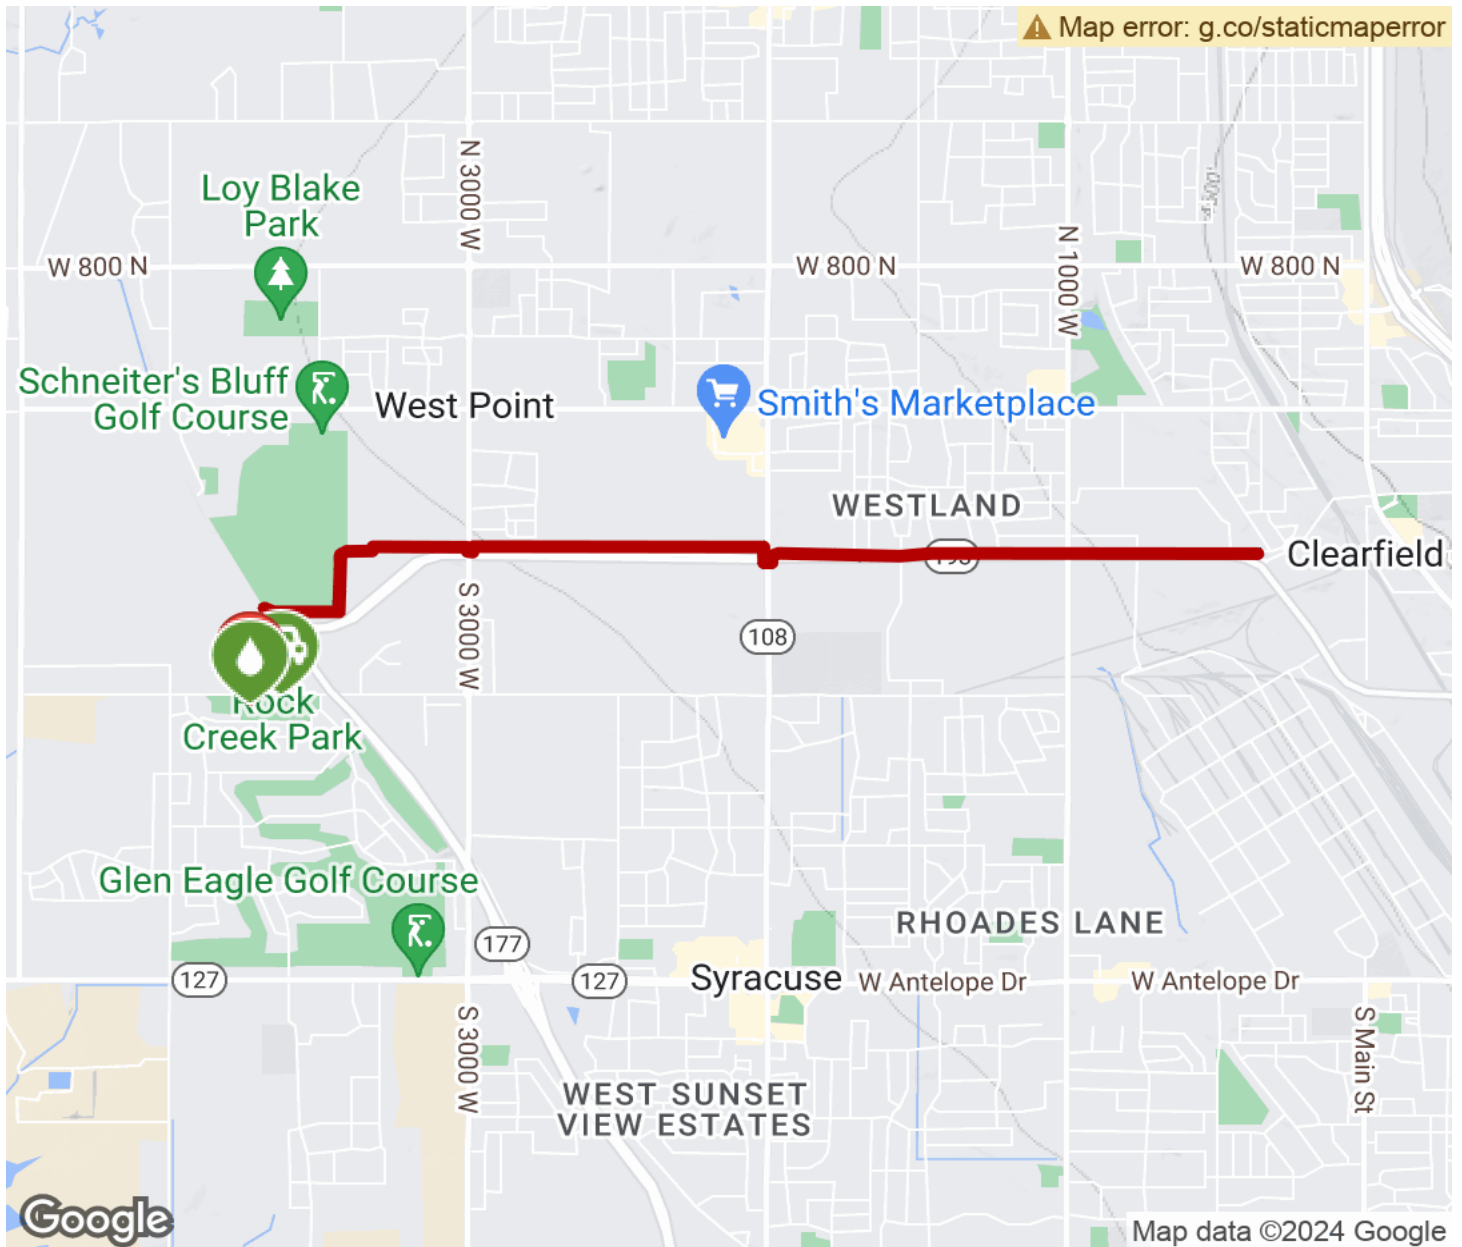 Map error: g.co/staticmaperror
Loy Blake
Park
N 3000 W
W 800 N
W 800 N
N 1000 W
W 800 N
Schneiter's Bluff
Golf Course
West Point
Smith's Marketplace
WESTLAND
Clearfield
S 3000 W
108
Rock
Creek Park
Glen Eagle Golf Course
177
RHOADES LANE
127
127
Syracuse
W Antelope Dr
W Antelope Dr
S 3000 W
S Main St
WEST SUNSET
VIEW ESTATES
Google
Map data ©2024 Google